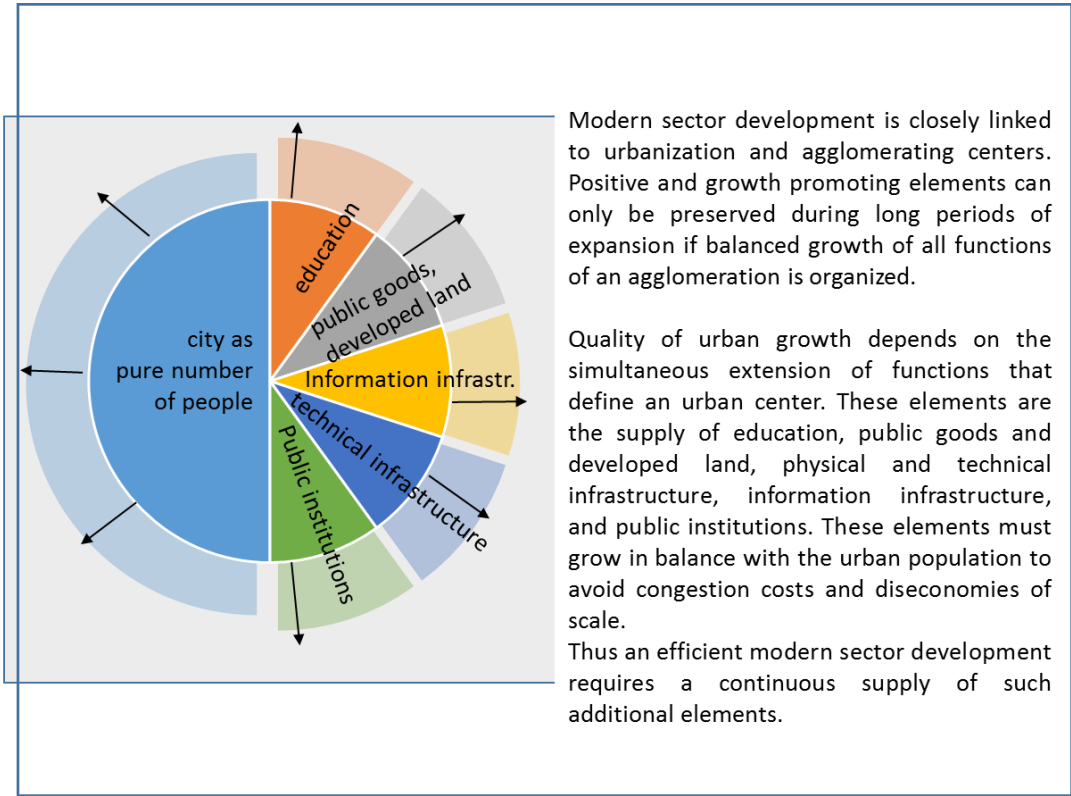 city as
pure number
of people
education
public goods,
developed land
Information infrastr.
technical infrastructure
Public institutions
Modern sector development is closely linked
to urbanization and agglomerating centers.
Positive and growth promoting elements can
only be preserved during long periods of
expansion if balanced growth of all functions
of an agglomeration is organized.
Quality of urban growth depends on the
simultaneous extension of functions that
define an urban center. These elements are
the supply of education, public goods and
developed land, physical and technical
infrastructure, information infrastructure,
and public institutions. These elements must
grow in balance with the urban population to
avoid congestion costs and diseconomies of
scale.
Thus an efficient modern sector development
requires a continuous supply of such
additional elements.